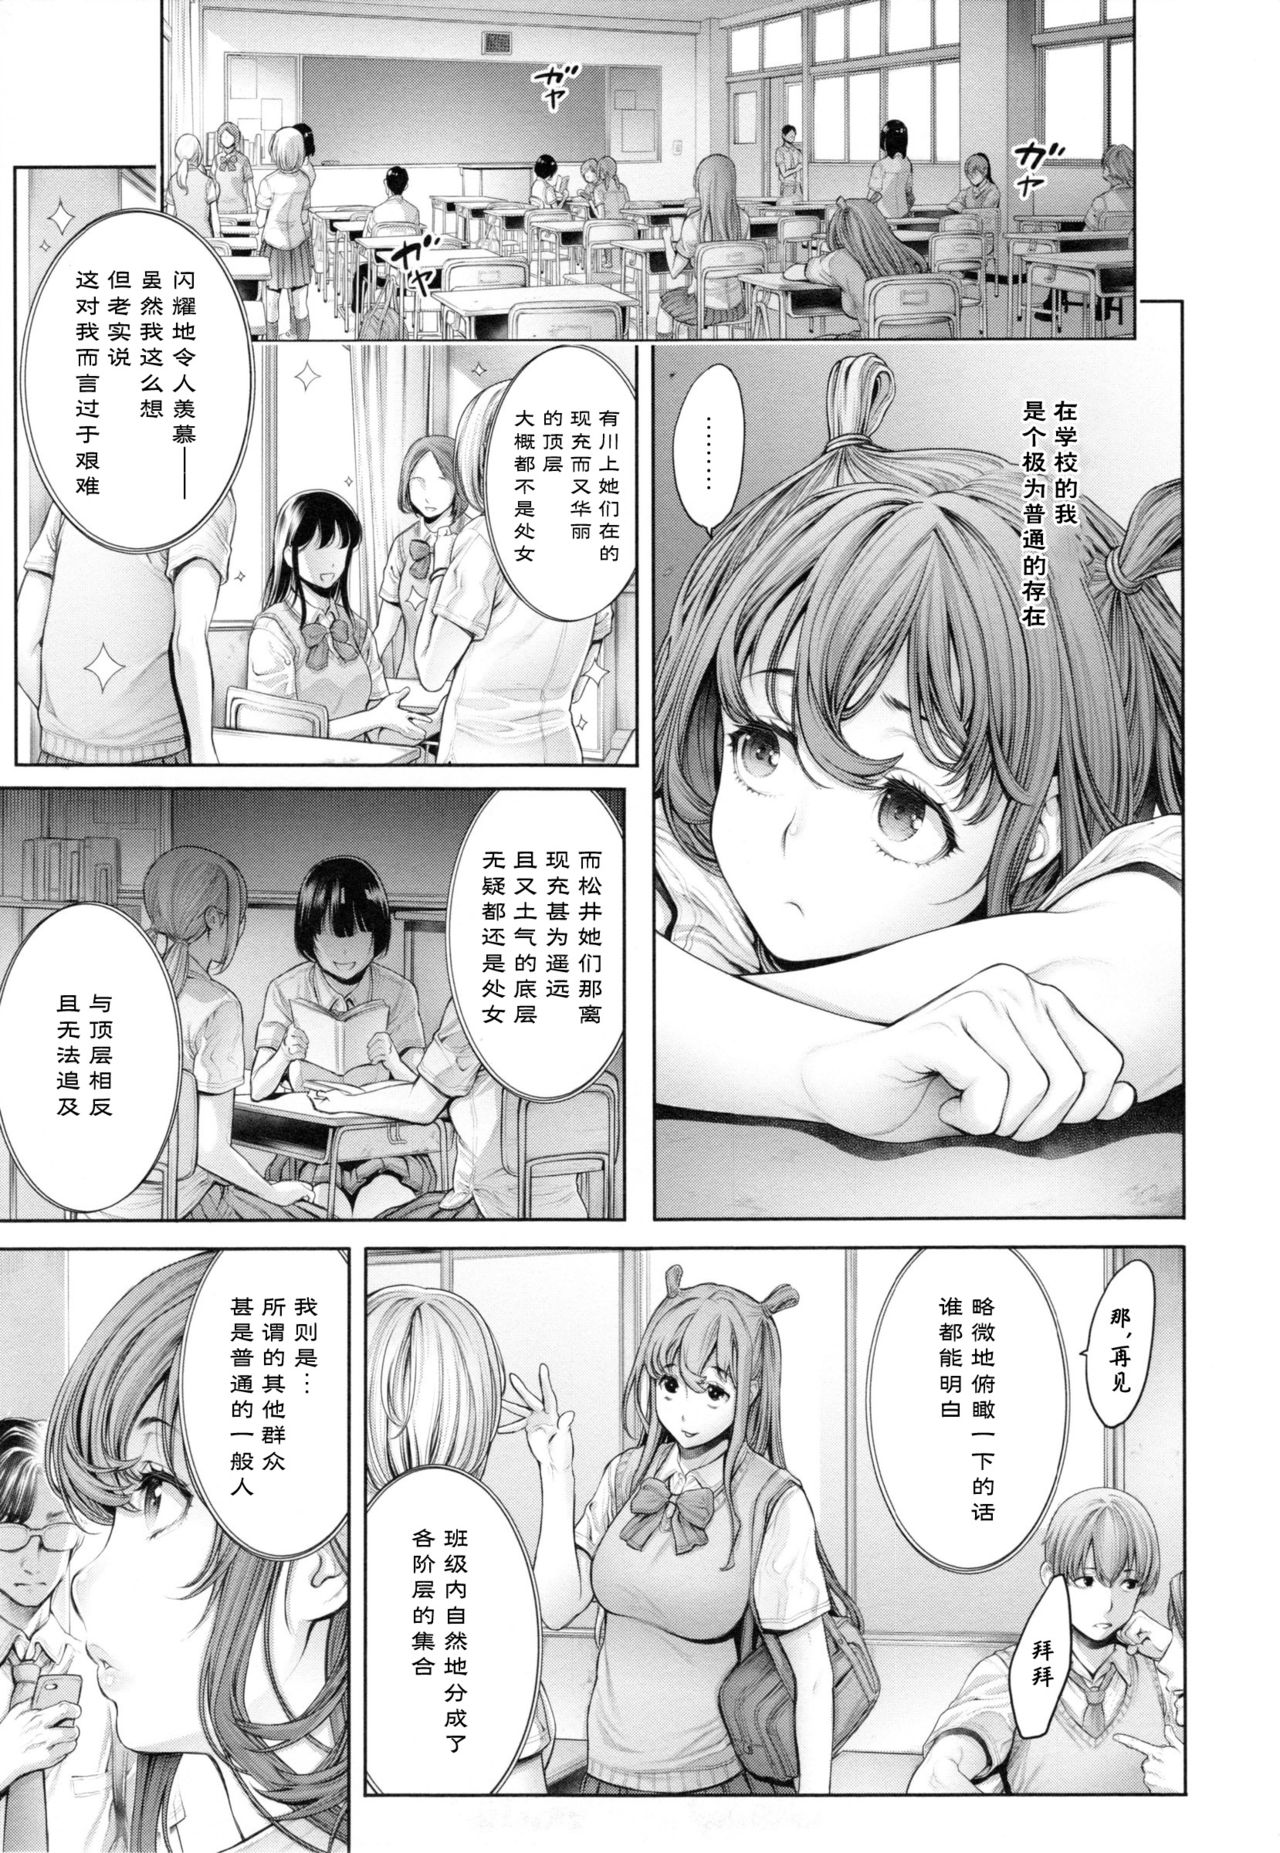 ガヤ
ガヤ
ガヤ
在学校的我
是个极为普通的存在
………
有川上她们在的
现充而又华丽
的顶层
大概都不是处女
闪耀地令人羡慕——
虽然我这么想
但老实说
这对我而言过于艰难
而松井她们那离
现充甚为遥远
且又土气的底层
无疑都还是处女
与顶层相反
且无法追及
那，再见
略微地俯瞰一下的话
谁都能明白
拜拜
班级内自然地分成了
各阶层的集合
我则是…
所谓的其他群众
甚是普通的一般人